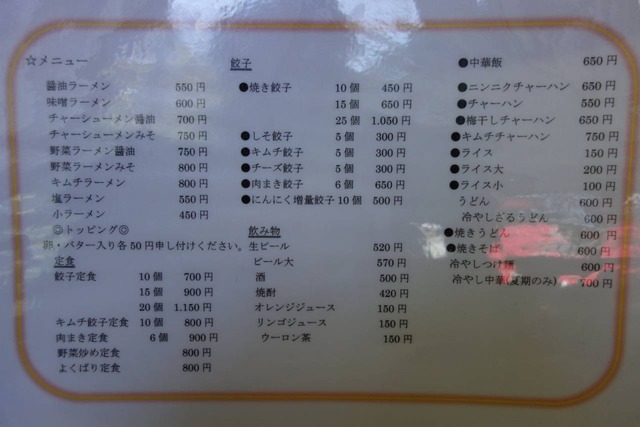 ☆メニュー
醤油ラーメン 550円
味噌ラーメン 600円
チャーシューメン醤油 700円
チャーシューメンみそ 750円
野菜ラーメン醤油 750円
野菜ラーメンみそ 800円
キムチラーメン 800円
塩ラーメン 550円
小ラーメン 450円
◎トッピング◎
卵・バター入り各50円申し付けください。
定食
餃子定食 10個 700円
15個 900円
20個 1.150円
キムチ餃子定食 10個 800円
肉まき定食 6個 900円
野菜炒め定食 800円
よくばり定食 800円
餃子
●焼き餃子 10個 450円
15個 650円
25個 1.050円
●しそ餃子 5個 300円
●キムチ餃子 5個 300円
●チーズ餃子 5個 300円
●肉まき餃子 6個 650円
●にんにく増量餃子 10個 500円
飲み物
生ビール 520円
ビール大 570円
酒 500円
焼酎 420円
オレンジジュース 150円
リンゴジュース 150円
ウーロン茶 150円
●中華飯 650円
●ニンニクチャーハン 650円
●チャーハン 550円
●梅干しチャーハン 650円
●キムチチャーハン 750円
●ライス 150円
●ライス大 200円
●ライス小 100円
うどん 600円
冷やしざるうどん 600円
●焼きうどん 600円
●焼きそば 600円
冷やしつけ麺 600円
冷やし中華(夏期のみ) 700円